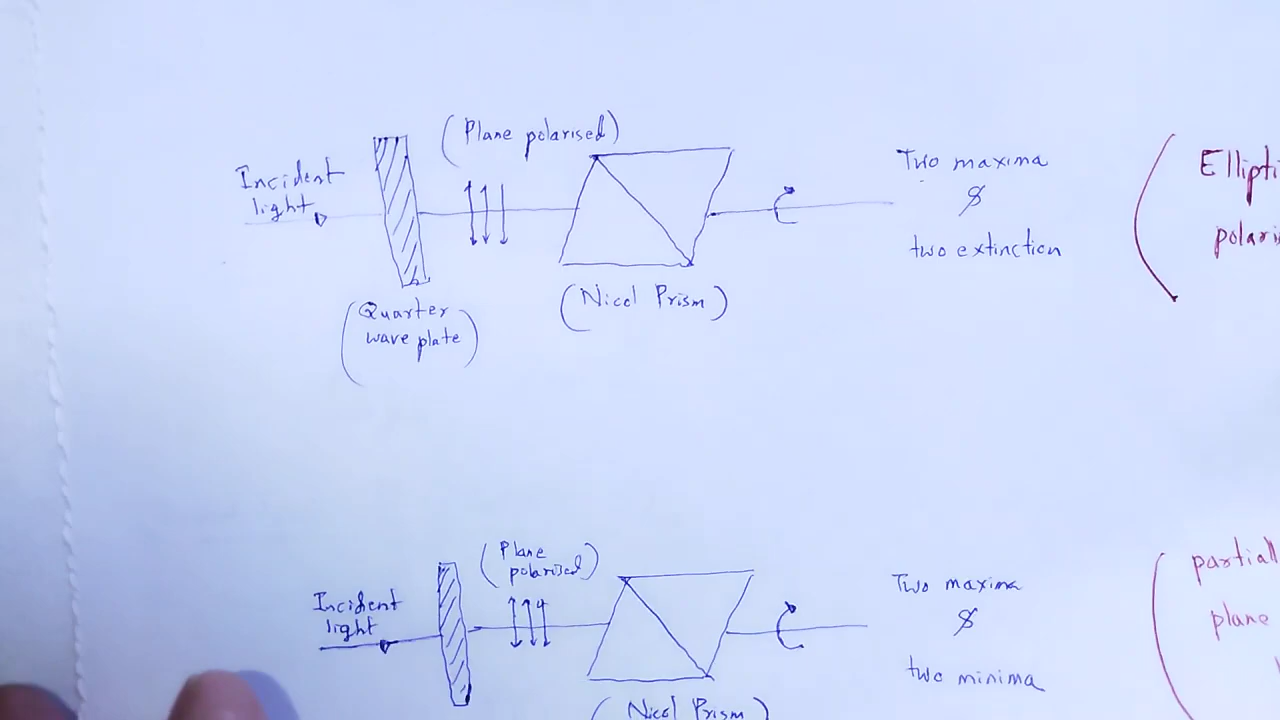 (Plane polarised)
Incident
light
Two maxima
&
two extinction
Ellipti
polaris
(Nicol Prism)
(Quarter
wave plate)
(Plane
polarised)
Incident
light
Two maxima
&
two minima
partiall
plane
(Nicol Prism)